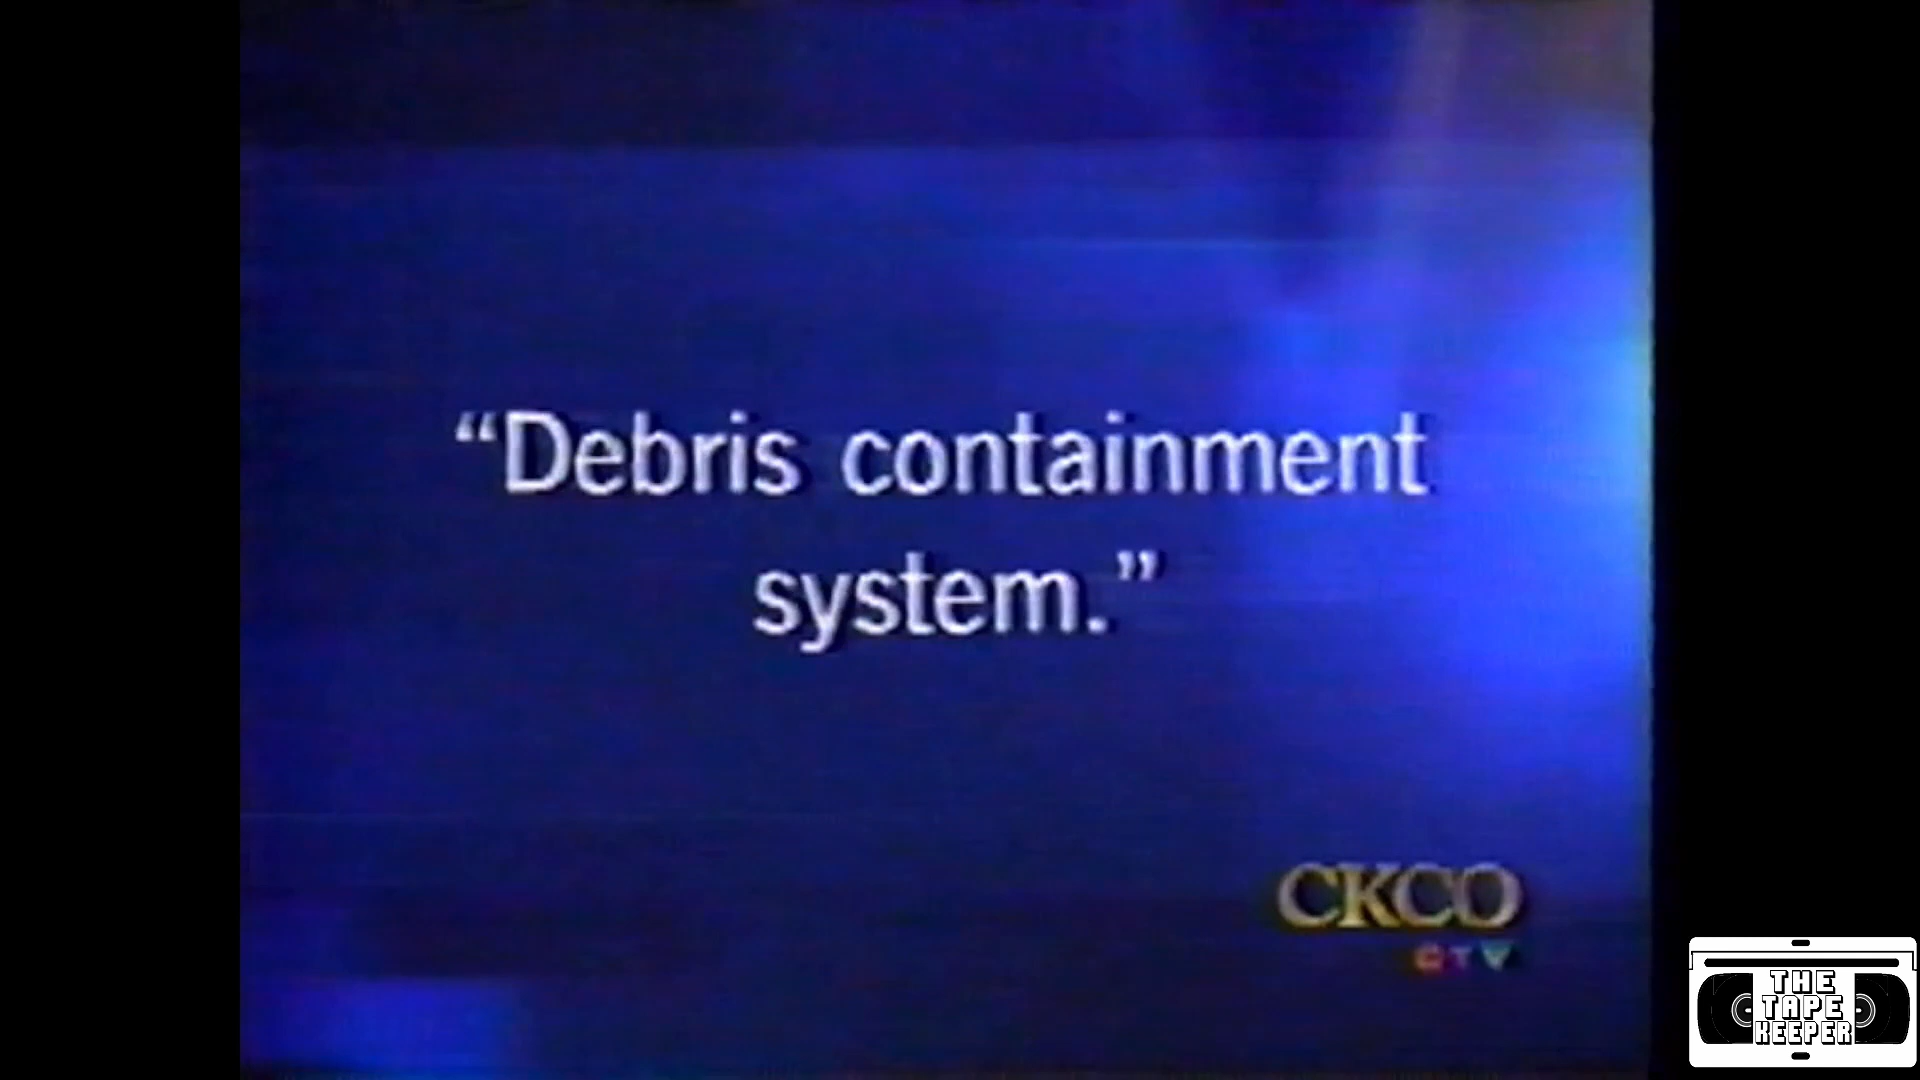 “Debris containment
system.”
CKCO
CTV
THE
TAPE
KEEPER